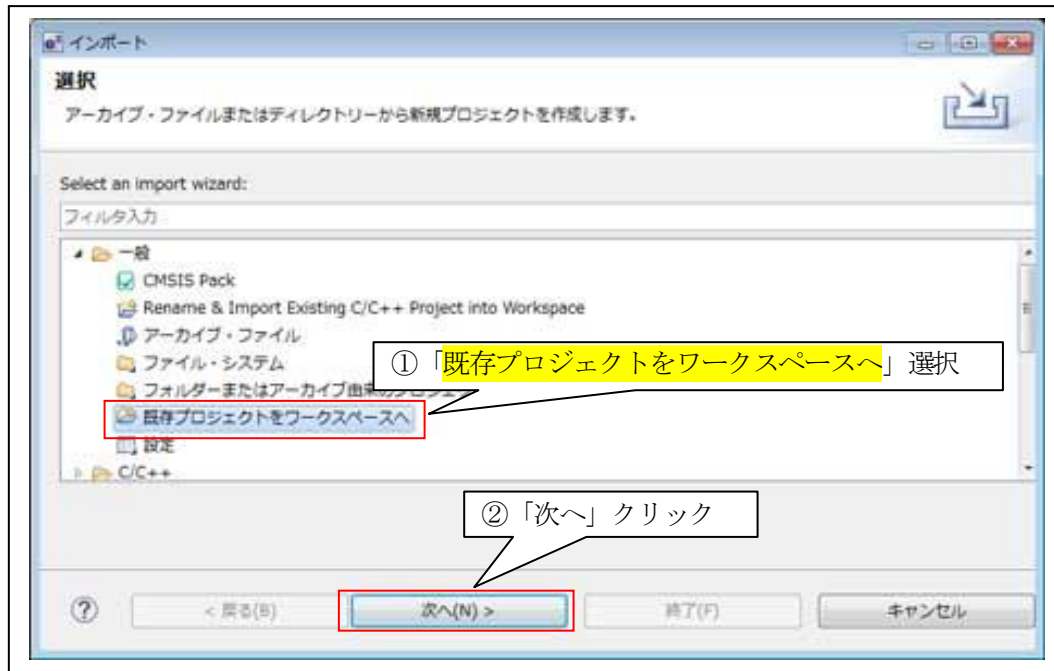 インポート
選択
アーカイブ・ファイルまたはディレクトリーから新規プロジェクトを作成します。
Select an import wizard:
フィルタ入力
一般
CMSIS Pack
Rename & Import Existing C/C++ Project into Workspace
アーカイブ・ファイル
ファイル・システム
①「既存プロジェクトをワークスペースへ」選択
フォルダーまたはアーカイブ由来のプロジェク
既存プロジェクトをワークスペースへ
設定
C/C++
②「次へ」クリック
< 戻る(B)
次へ(N) >
終了(F)
キャンセル